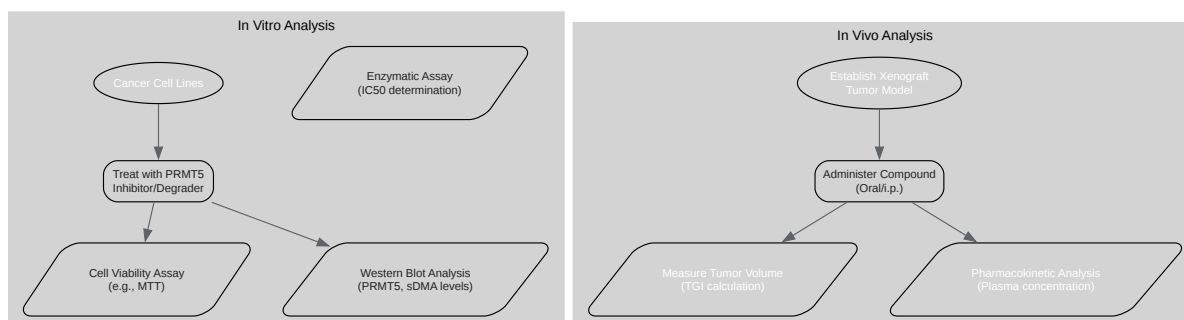 In Vitro Analysis
Cancer Cell Lines
Enzymatic Assay
(IC50 determination)
Treat with PRMT5
Inhibitor/Degrader
Cell Viability Assay
(e.g., MTT)
Western Blot Analysis
(PRMT5, sDMA levels)
In Vivo Analysis
Establish Xenograft
Tumor Model
Administer Compound
(Oral/i.p.)
Measure Tumor Volume
(TGI calculation)
Pharmacokinetic Analysis
(Plasma concentration)